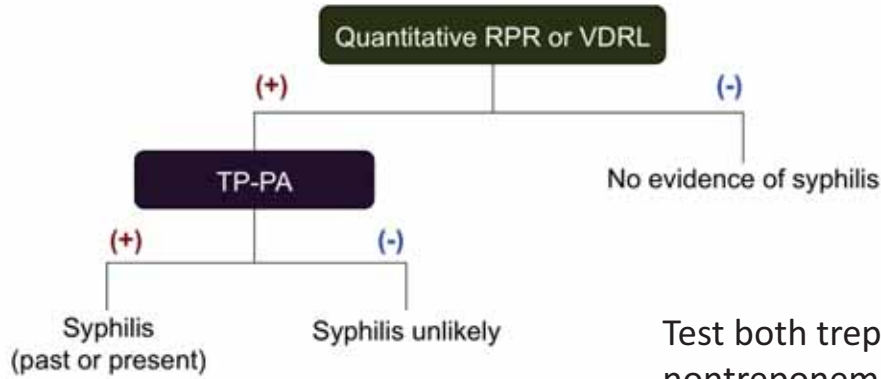 Quantitative RPR or VDRL
(+)
(-)
TP-PA
No evidence of syphilis
(+)
(-)
Syphilis
(past or present)
Syphilis unlikely
Test both trep